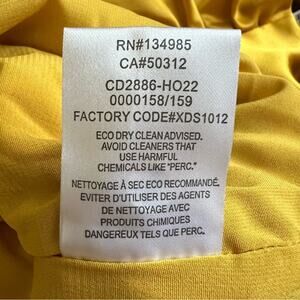 RN#134985
CA#50312
CD2886-HO22
0000158/159
FACTORY CODE#XDS1012
ECO DRY CLEAN ADVISED.
AVOID CLEANERS THAT
USE HARMFUL
CHEMICALS LIKE "PERC."
NETTOYAGE À SEC ECO RECOMMANDÉ.
EVITER D'UTILISER DES AGENTS
DE NETTOYAGE AVEC
PRODUITS CHIMIQUES
DANGEREUX TELS QUE PERC.